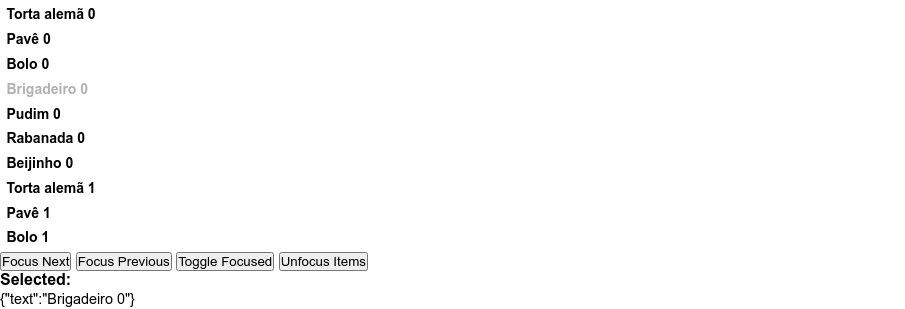 Torta alemã 0
Pavê 0
Bolo 0
Brigadeiro 0
Pudim 0
Rabanada 0
Beijinho 0
Torta alemã 1
Pavê 1
Bolo 1
Focus Next Focus Previous Toggle Focused Unfocus Items
Selected:
{"text":"Brigadeiro 0"}